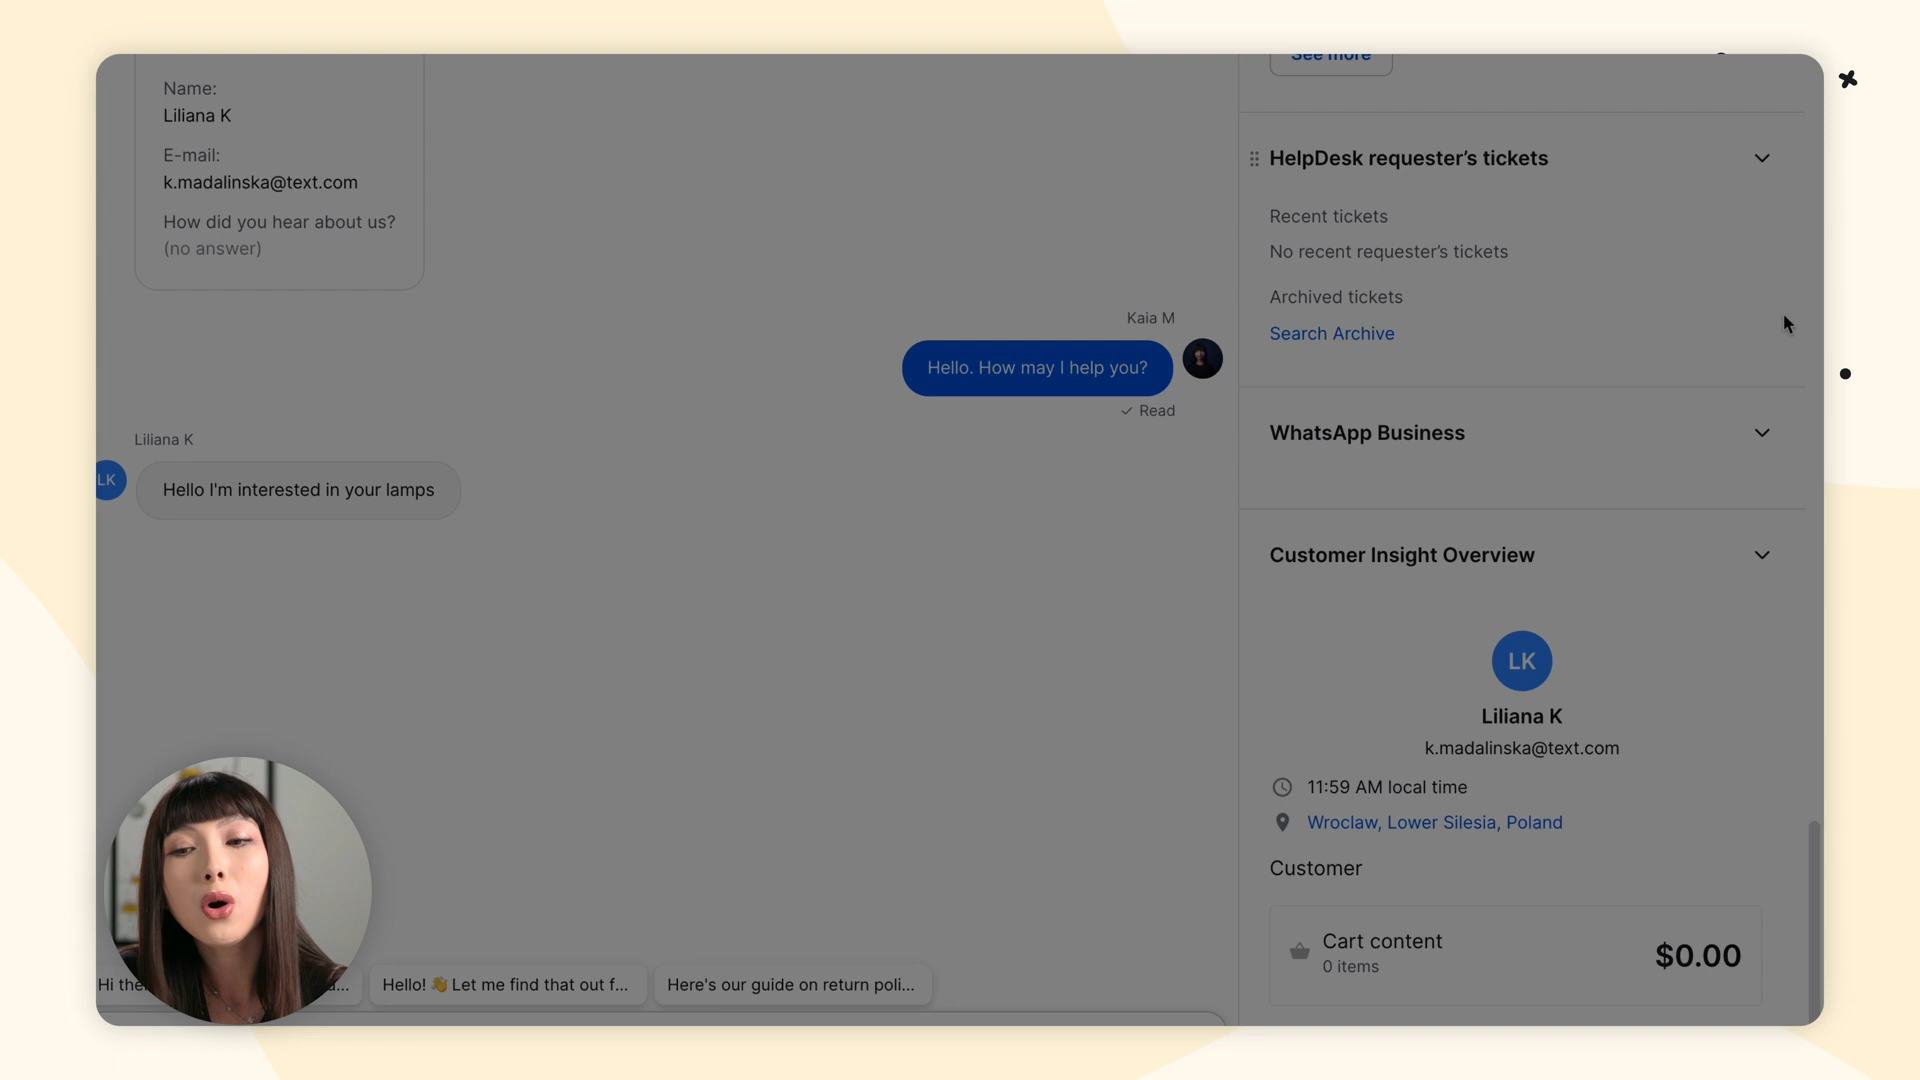 Name:
Liliana K
E-mail:
k.madalinska@text.com
How did you hear about us?
(no answer)
Kaia M
Hello. How may I help you?
Read
Liliana K
LK
Hello I'm interested in your lamps
Hi the
...
Hello! 👋 Let me find that out f...
Here's our guide on return poli...
See more
HelpDesk requester’s tickets
Recent tickets
No recent requester’s tickets
Archived tickets
Search Archive
WhatsApp Business
Customer Insight Overview
LK
Liliana K
k.madalinska@text.com
11:59 AM local time
Wroclaw, Lower Silesia, Poland
Customer
Cart content
0 items
$0.00